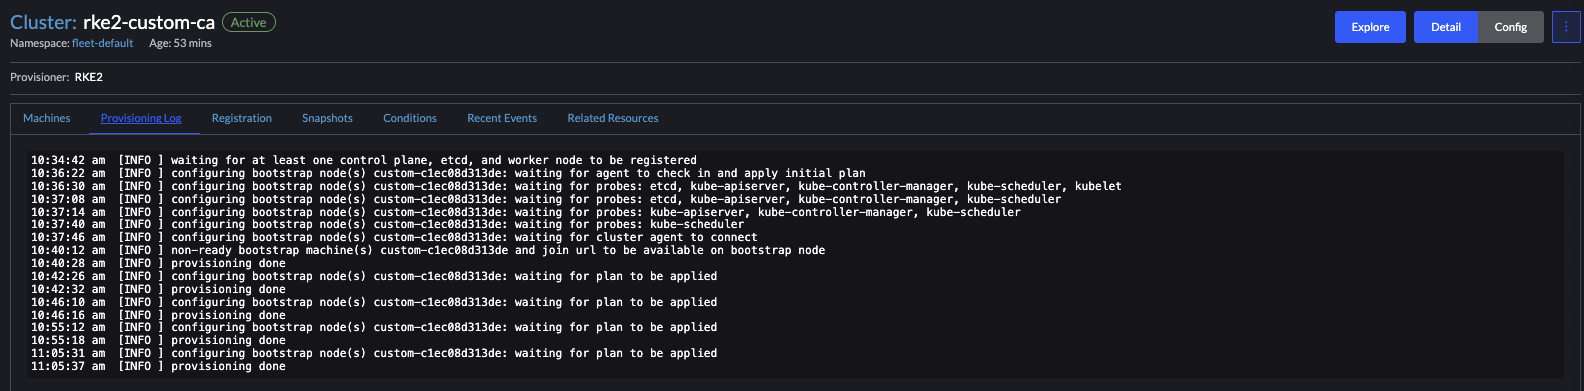 Cluster: rke2-custom-ca Active
Namespace: fleet-default Age: 53 mins
Explore Detail Config
Provisioner: RKE2
Machines Provisioning Log Registration Snapshots Conditions Recent Events Related Resources
10:34:42 am [INFO ] waiting for at least one control plane, etcd, and worker node to be registered
10:36:22 am [INFO ] configuring bootstrap node(s) custom-c1ec08d313de: waiting for agent to check in and apply initial plan
10:36:30 am [INFO ] configuring bootstrap node(s) custom-c1ec08d313de: waiting for probes: etcd, kube-apiserver, kube-controller-manager, kube-scheduler, kubelet
10:37:08 am [INFO ] configuring bootstrap node(s) custom-c1ec08d313de: waiting for probes: etcd, kube-apiserver, kube-controller-manager, kube-scheduler
10:37:14 am [INFO ] configuring bootstrap node(s) custom-c1ec08d313de: waiting for probes: kube-apiserver, kube-controller-manager, kube-scheduler
10:37:40 am [INFO ] configuring bootstrap node(s) custom-c1ec08d313de: waiting for probes: kube-scheduler
10:37:46 am [INFO ] configuring bootstrap node(s) custom-c1ec08d313de: waiting for cluster agent to connect
10:40:12 am [INFO ] non-ready bootstrap machine(s) custom-c1ec08d313de and join url to be available on bootstrap node
10:40:28 am [INFO ] provisioning done
10:42:26 am [INFO ] configuring bootstrap node(s) custom-c1ec08d313de: waiting for plan to be applied
10:42:32 am [INFO ] provisioning done
10:46:10 am [INFO ] configuring bootstrap node(s) custom-c1ec08d313de: waiting for plan to be applied
10:46:16 am [INFO ] provisioning done
10:55:12 am [INFO ] configuring bootstrap node(s) custom-c1ec08d313de: waiting for plan to be applied
10:55:18 am [INFO ] provisioning done
11:05:31 am [INFO ] configuring bootstrap node(s) custom-c1ec08d313de: waiting for plan to be applied
11:05:37 am [INFO ] provisioning done